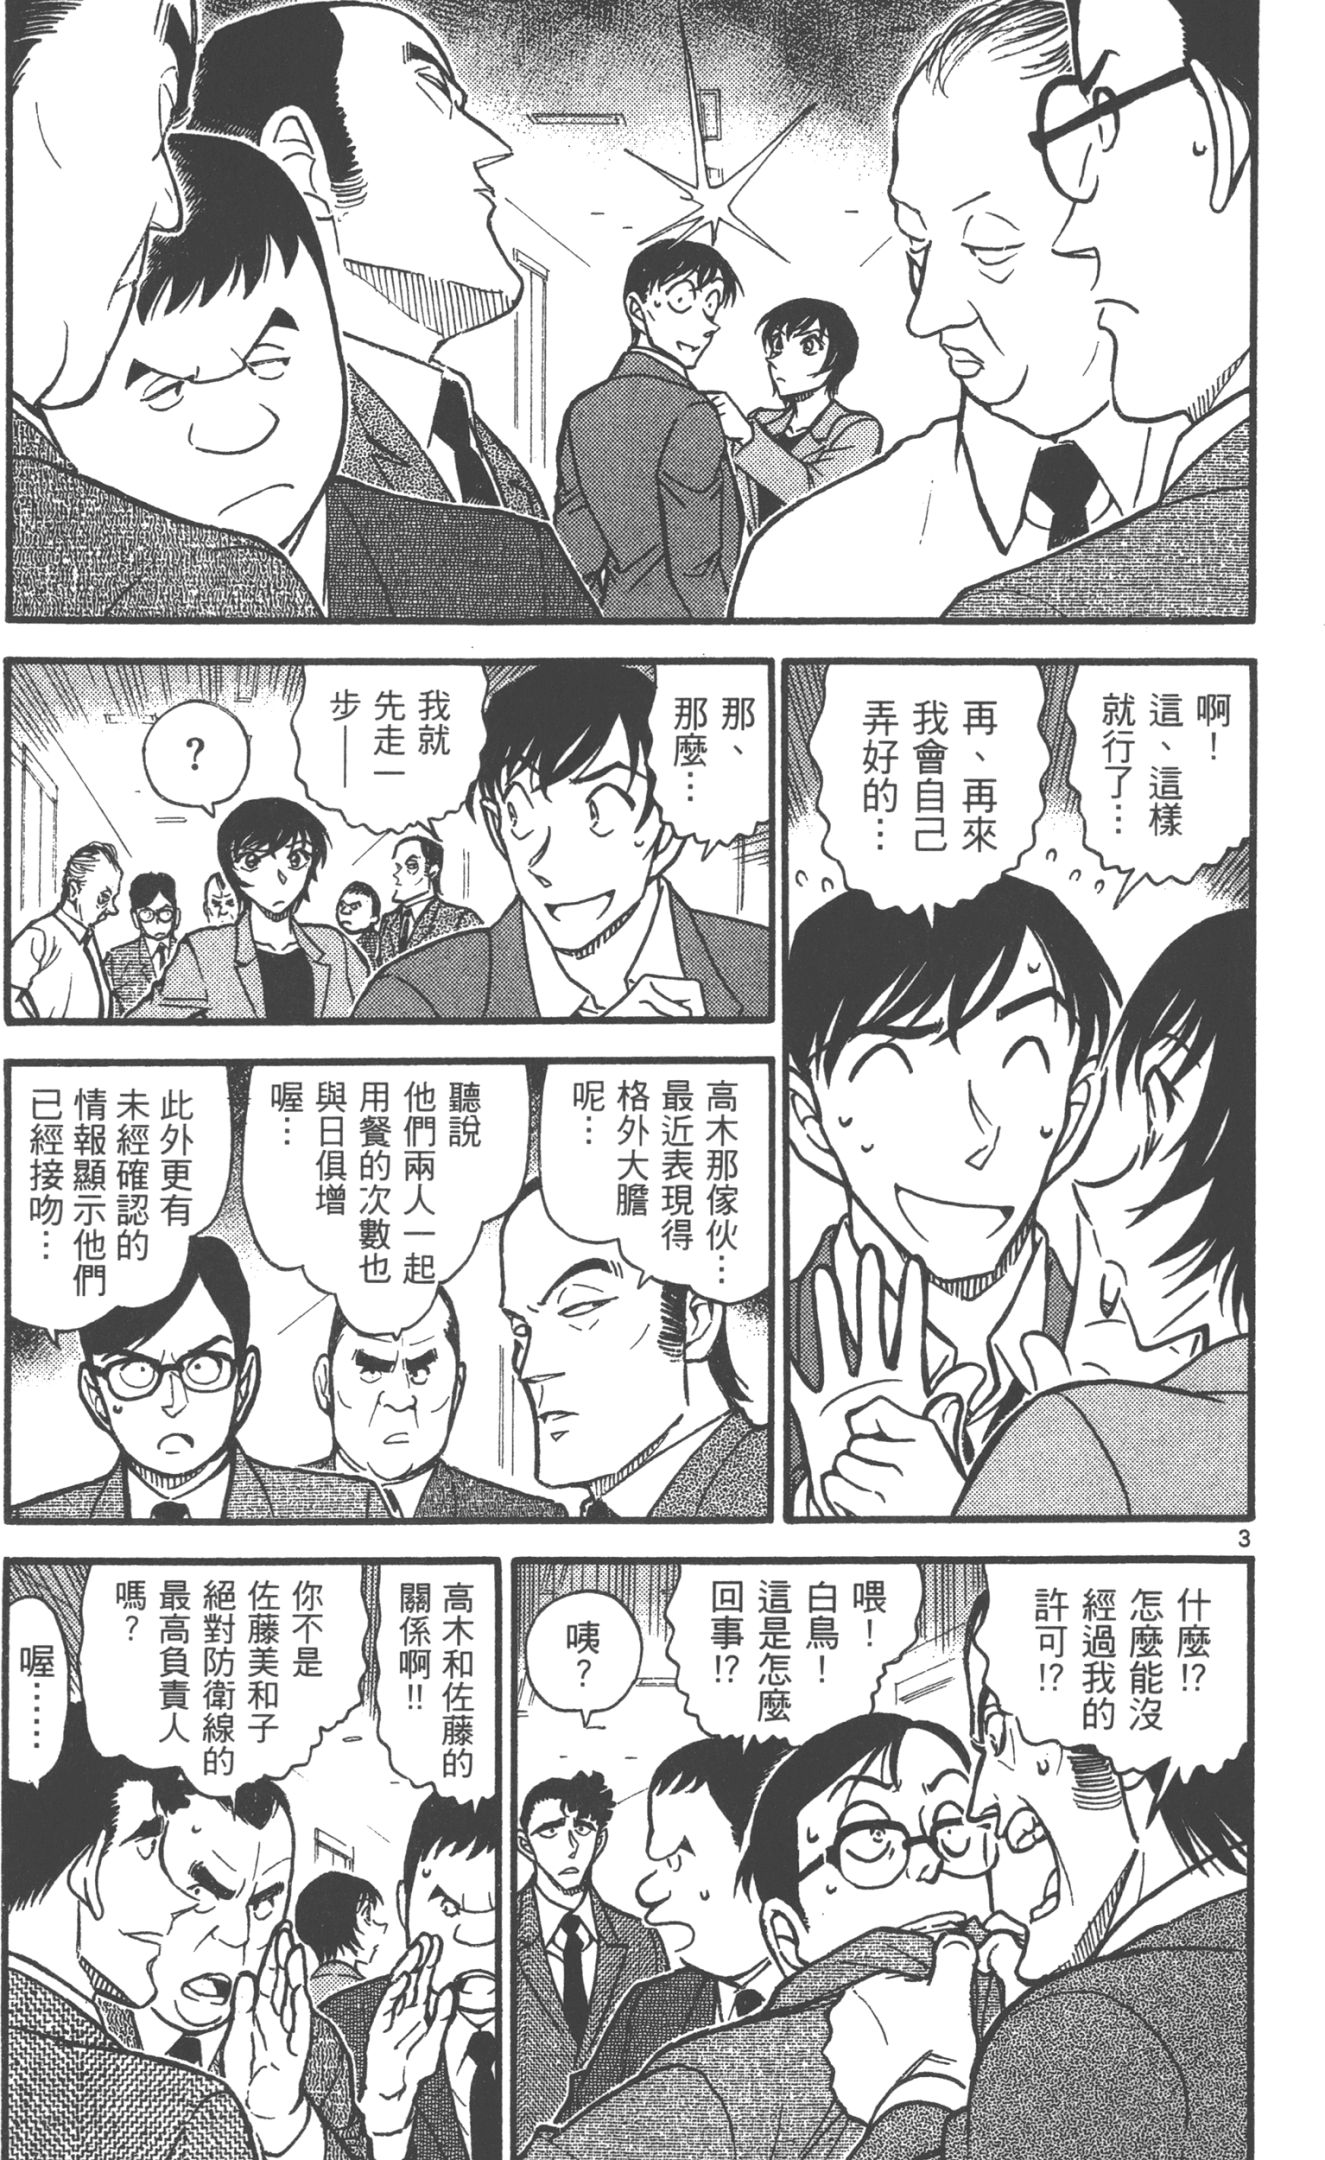 啊！
這、這樣
就行了…
再、再來
我會自己
弄好的…
那、
那麼…
我就
先走一
步——
？
高木那傢伙…
最近表現得
格外大膽
呢…
聽說
他們兩人一起
用餐的次數也
與日俱增
喔…
此外更有
未經確認的
情報顯示他們
已經接吻…
3
什麼!?
怎麼能沒
經過我的
許可!?
喂！
白鳥！
這是怎麼
回事!?
咦？
高木和佐藤的
關係啊!!
你不是
佐藤美和子
絕對防衛線的
最高負責人
嗎？
喔……